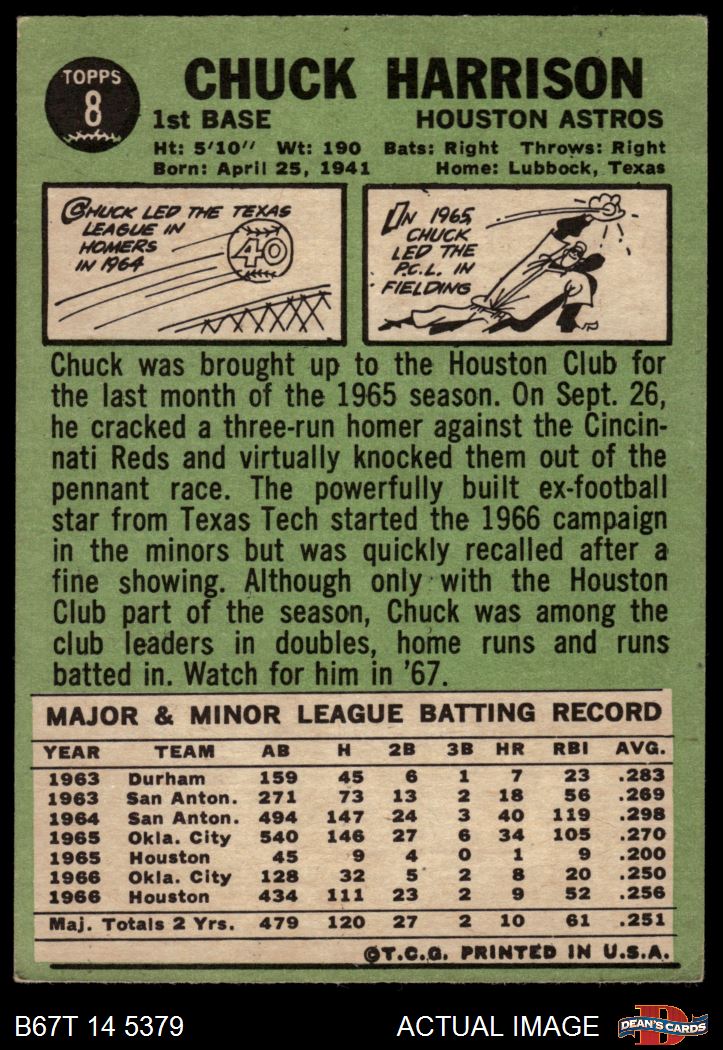 TOPPS
8
CHUCK HARRISON
1st BASE HOUSTON ASTROS
Ht: 5'10" Wt: 190 Bats: Right Throws: Right
Born: April 25, 1941 Home: Lubbock, Texas
CHUCK LED THE TEXAS
LEAGUE IN
HOMERS
IN 1964
40
IN 1965,
CHUCK
LED THE
P.C.L. IN
FIELDING
Chuck was brought up to the Houston Club for
the last month of the 1965 season. On Sept. 26,
he cracked a three-run homer against the Cincin-
nati Reds and virtually knocked them out of the
pennant race. The powerfully built ex-football
star from Texas Tech started the 1966 campaign
in the minors but was quickly recalled after a
fine showing. Although only with the Houston
Club part of the season, Chuck was among the
club leaders in doubles, home runs and runs
batted in. Watch for him in '67.
MAJOR & MINOR LEAGUE BATTING RECORD
YEAR TEAM AB H 2B 3B HR RBI AVG.
1963 Durham 159 45 6 1 7 23 .283
1963 San Anton. 271 73 13 2 18 56 .269
1964 San Anton. 494 147 24 3 40 119 .298
1965 Okla. City 540 146 27 6 34 105 .270
1965 Houston 45 9 4 0 1 9 .200
1966 Okla. City 128 32 5 2 8 20 .250
1966 Houston 434 111 23 2 9 52 .256
Maj. Totals 2 Yrs. 479 120 27 2 10 61 .251
©T.C.G. PRINTED IN U.S.A.
B67T 14 5379 ACTUAL IMAGE
DEAN'S CARDS